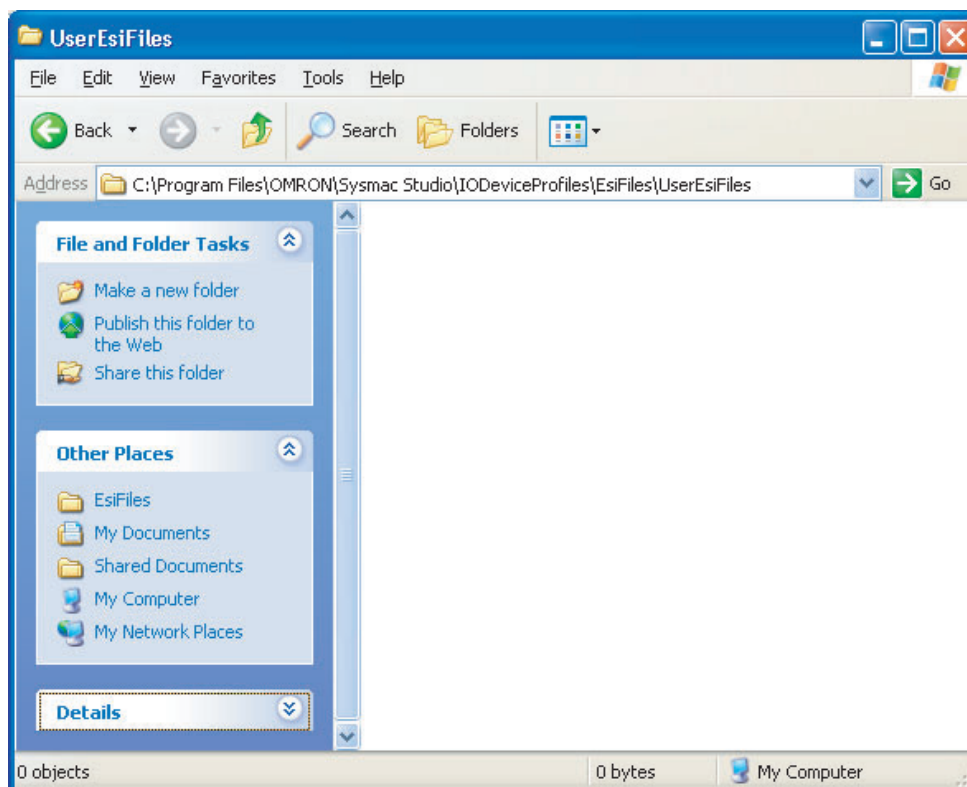 UserEsiFiles
File Edit View Favorites Tools Help
Back Search Folders
Address C:\Program Files\OMRON\Sysmac Studio\IODeviceProfiles\EsiFiles\UserEsiFiles Go
File and Folder Tasks
Make a new folder
Publish this folder to
the Web
Share this folder
Other Places
EsiFiles
My Documents
Shared Documents
My Computer
My Network Places
Details
0 objects 0 bytes My Computer